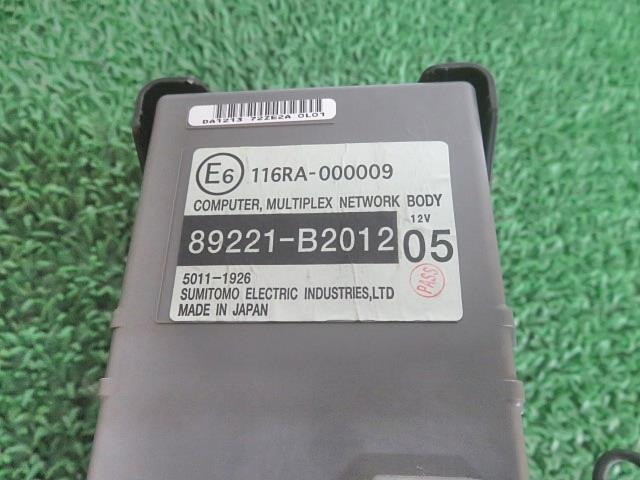 DA1213 72ZE2A 0L01
E6 116RA-000009
COMPUTER, MULTIPLEX NETWORK BODY
12V
89221-B2012 05
5011-1926 PASS
SUMITOMO ELECTRIC INDUSTRIES,LTD
MADE IN JAPAN